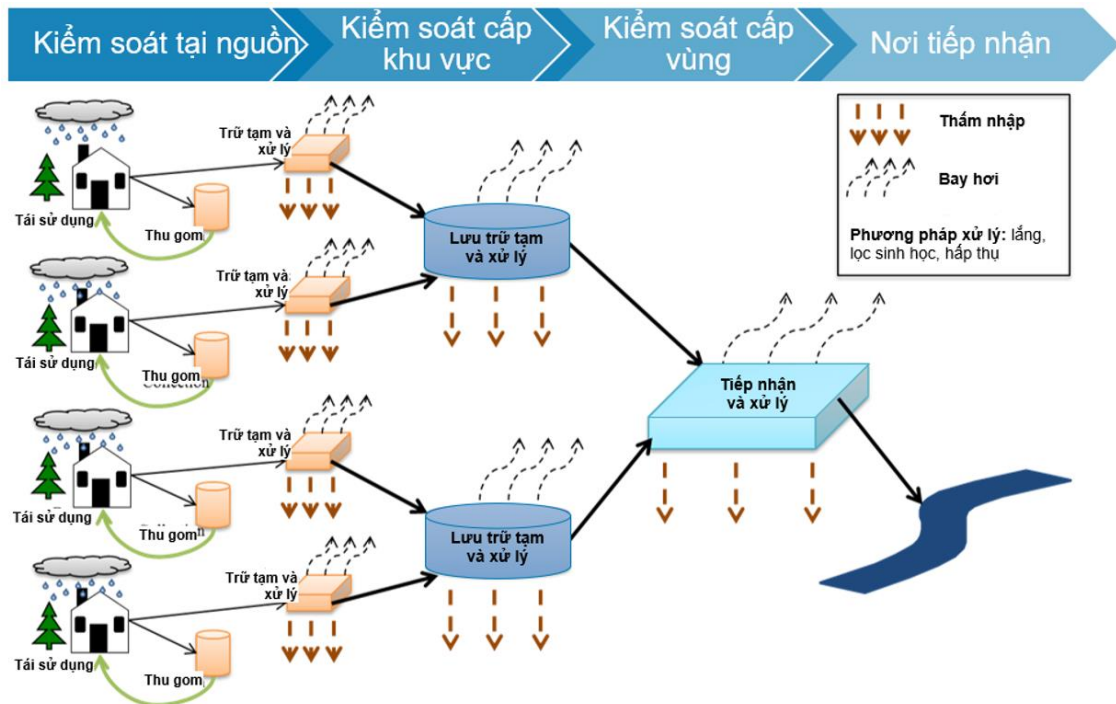 Kiểm soát tại nguồn
Kiểm soát cấp
khu vực
Kiểm soát cấp
vùng
Nơi tiếp nhận
Trữ tạm và
xử lý
Tái sử dụng
Thu gom
Lưu trữ tạm
và xử lý
Trữ tạm và
xử lý
Tái sử dụng
Thu gom
Collection
Trữ tạm và
xử lý
Tái sử dụng
Thu gom
Lưu trữ tạm
và xử lý
Trữ tạm và
xử lý
Tái sử dụng
Thu gom
Tiếp nhận
và xử lý
Thấm nhập
Bay hơi
Phương pháp xử lý: lắng,
lọc sinh học, hấp thụ